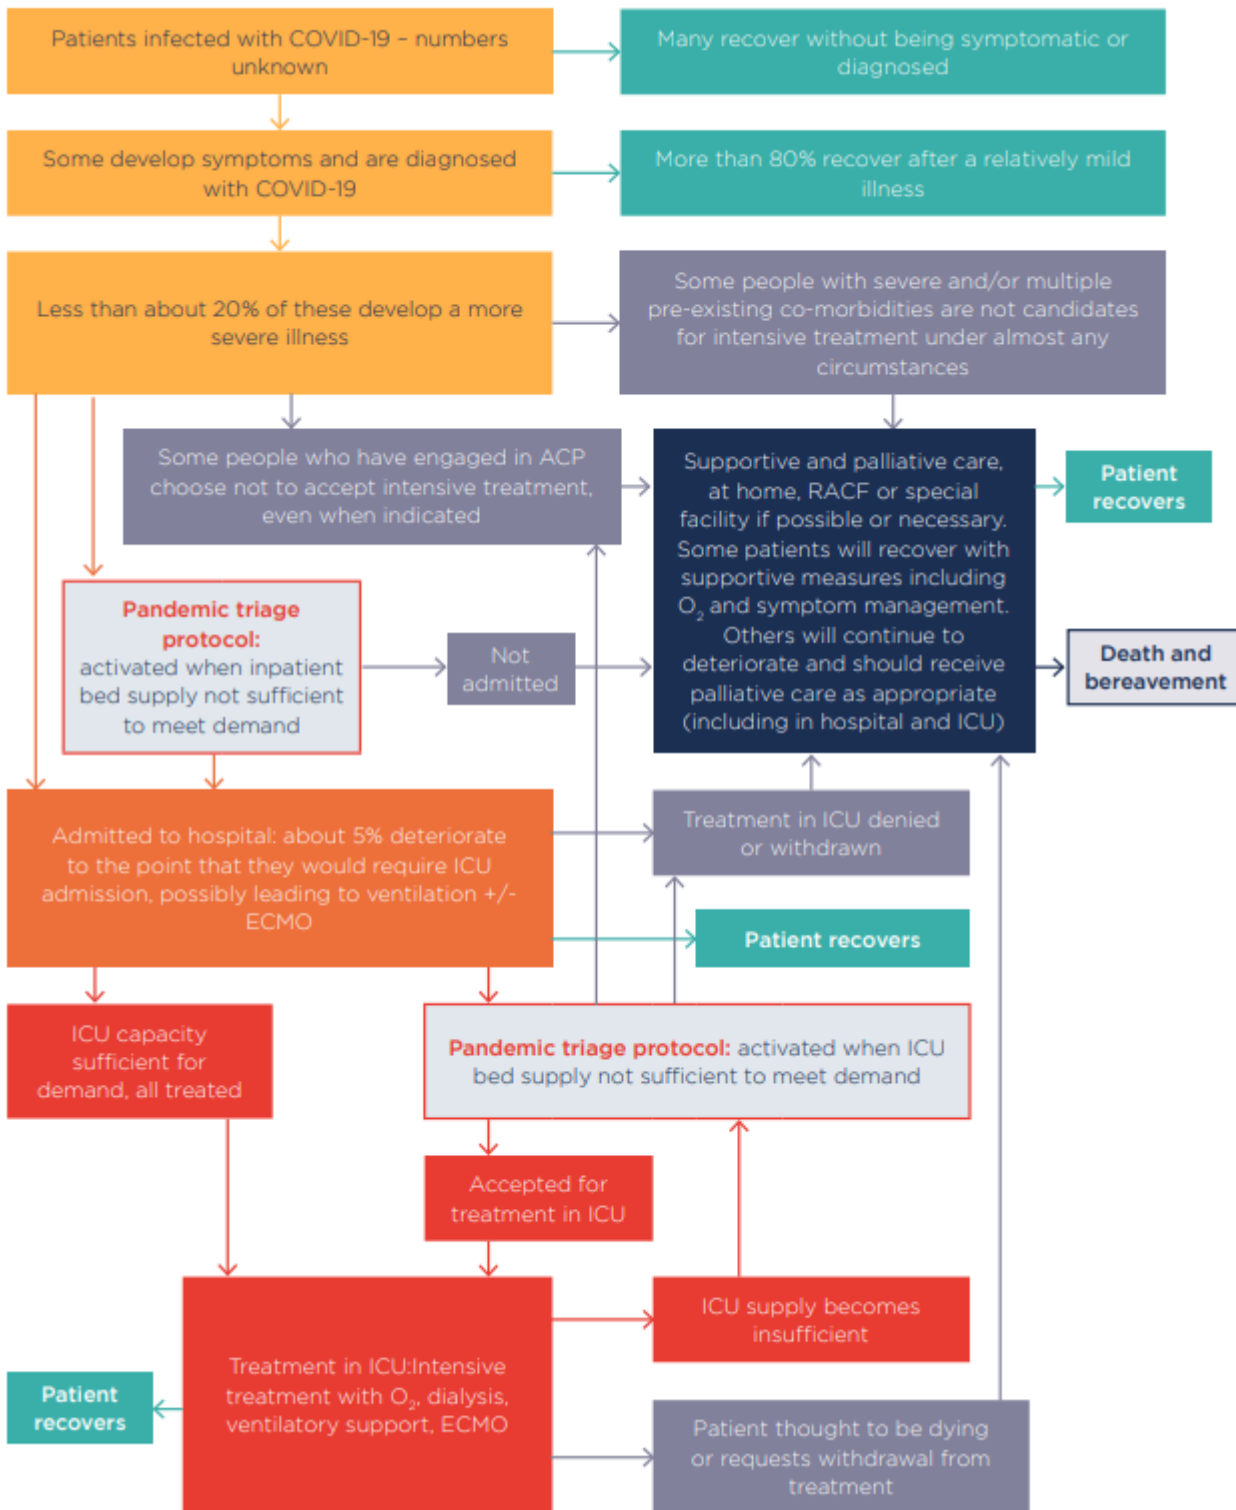 Patients infected with COVID-19 – numbers
unknown
Many recover without being symptomatic or
diagnosed
Some develop symptoms and are diagnosed
with COVID-19
More than 80% recover after a relatively mild
illness
Less than about 20% of these develop a more
severe illness
Some people with severe and/or multiple
pre-existing co-morbidities are not candidates
for intensive treatment under almost any
circumstances
Some people who have engaged in ACP
choose not to accept intensive treatment,
even when indicated
Supportive and palliative care,
at home, RACF or special
facility if possible or necessary.
Some patients will recover with
supportive measures including
O₂ and symptom management.
Others will continue to
deteriorate and should receive
palliative care as appropriate
(including in hospital and ICU)
Patient
recovers
Pandemic triage
protocol:
activated when inpatient
bed supply not sufficient
to meet demand
Not
admitted
Death and
bereavement
Admitted to hospital: about 5% deteriorate
to the point that they would require ICU
admission, possibly leading to ventilation +/-
ECMO
Treatment in ICU denied
or withdrawn
Patient recovers
ICU capacity
sufficient for
demand, all treated
Pandemic triage protocol: activated when ICU
bed supply not sufficient to meet demand
Accepted for
treatment in ICU
ICU supply becomes
insufficient
Treatment in ICU:Intensive
treatment with O₂, dialysis,
ventilatory support, ECMO
Patient
recovers
Patient thought to be dying
or requests withdrawal from
treatment